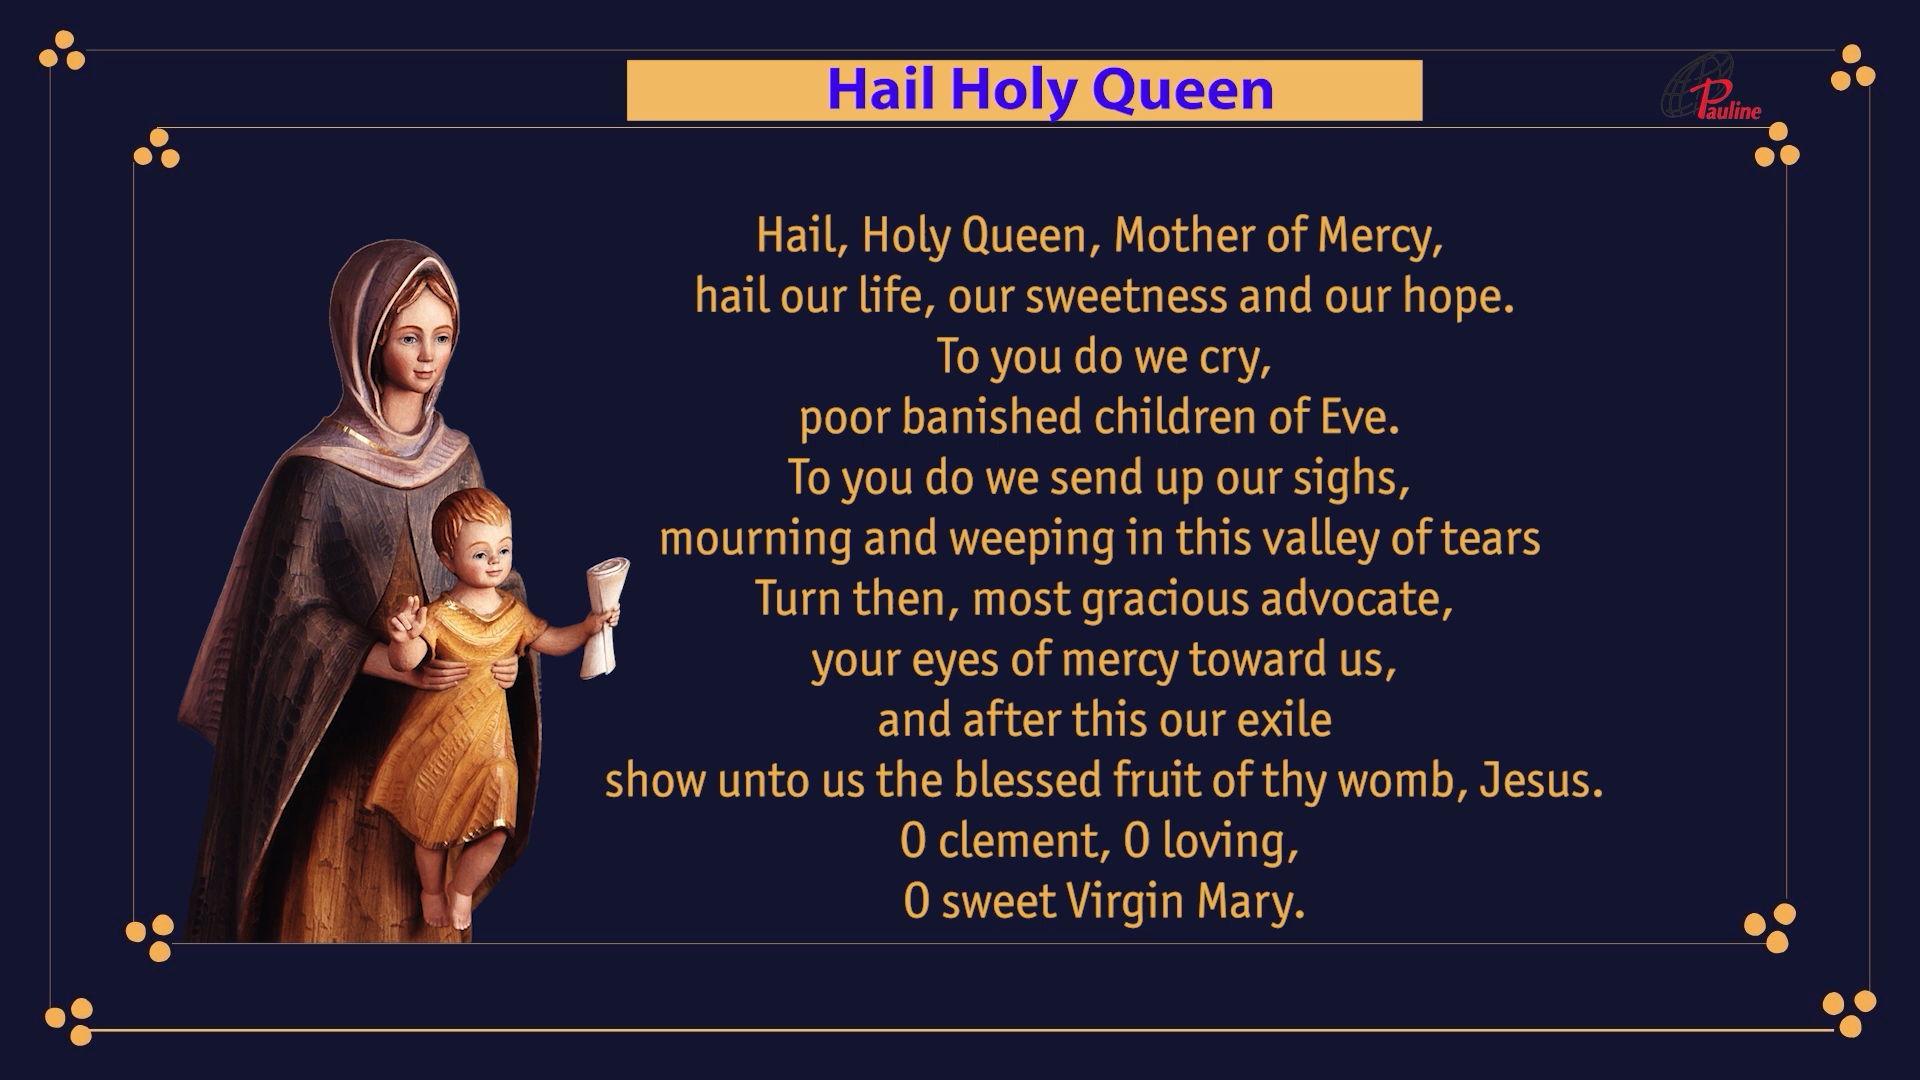 Hail Holy Queen
Pauline
Hail, Holy Queen, Mother of Mercy,
hail our life, our sweetness and our hope.
To you do we cry,
poor banished children of Eve.
To you do we send up our sighs,
mourning and weeping in this valley of tears
Turn then, most gracious advocate,
your eyes of mercy toward us,
and after this our exile
show unto us the blessed fruit of thy womb, Jesus.
O clement, O loving,
O sweet Virgin Mary.